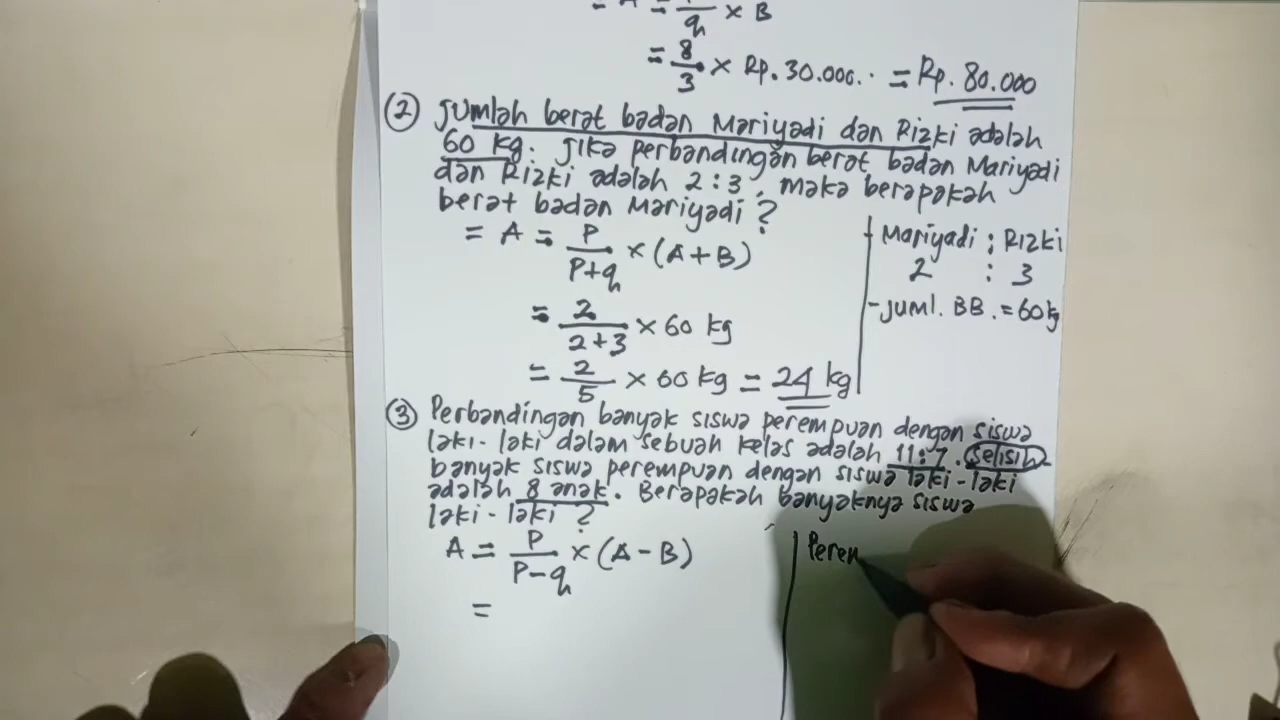 = A = P/q × B
= 8/3 × Rp. 30.000.. = Rp. 80.000
② Jumlah berat badan Mariyadi dan Rizki adalah
60 kg. Jika perbandingan berat badan Mariyadi
dan Rizki adalah 2 : 3, maka berapakah
berat badan Mariyadi ?
= A = P/P+q × (A+B)
= 2/2+3 × 60 kg
= 2/5 × 60 kg = 24 kg
- Mariyadi : Rizki
2 : 3
- Juml. BB. = 60 kg
③ Perbandingan banyak siswa perempuan dengan siswa
laki-laki dalam sebuah kelas adalah 11:7. Selisih
banyak siswa perempuan dengan siswa laki-laki
adalah 8 anak. Berapakah banyaknya siswa
laki-laki ?
A = P/P-q × (A-B)
=
Perem